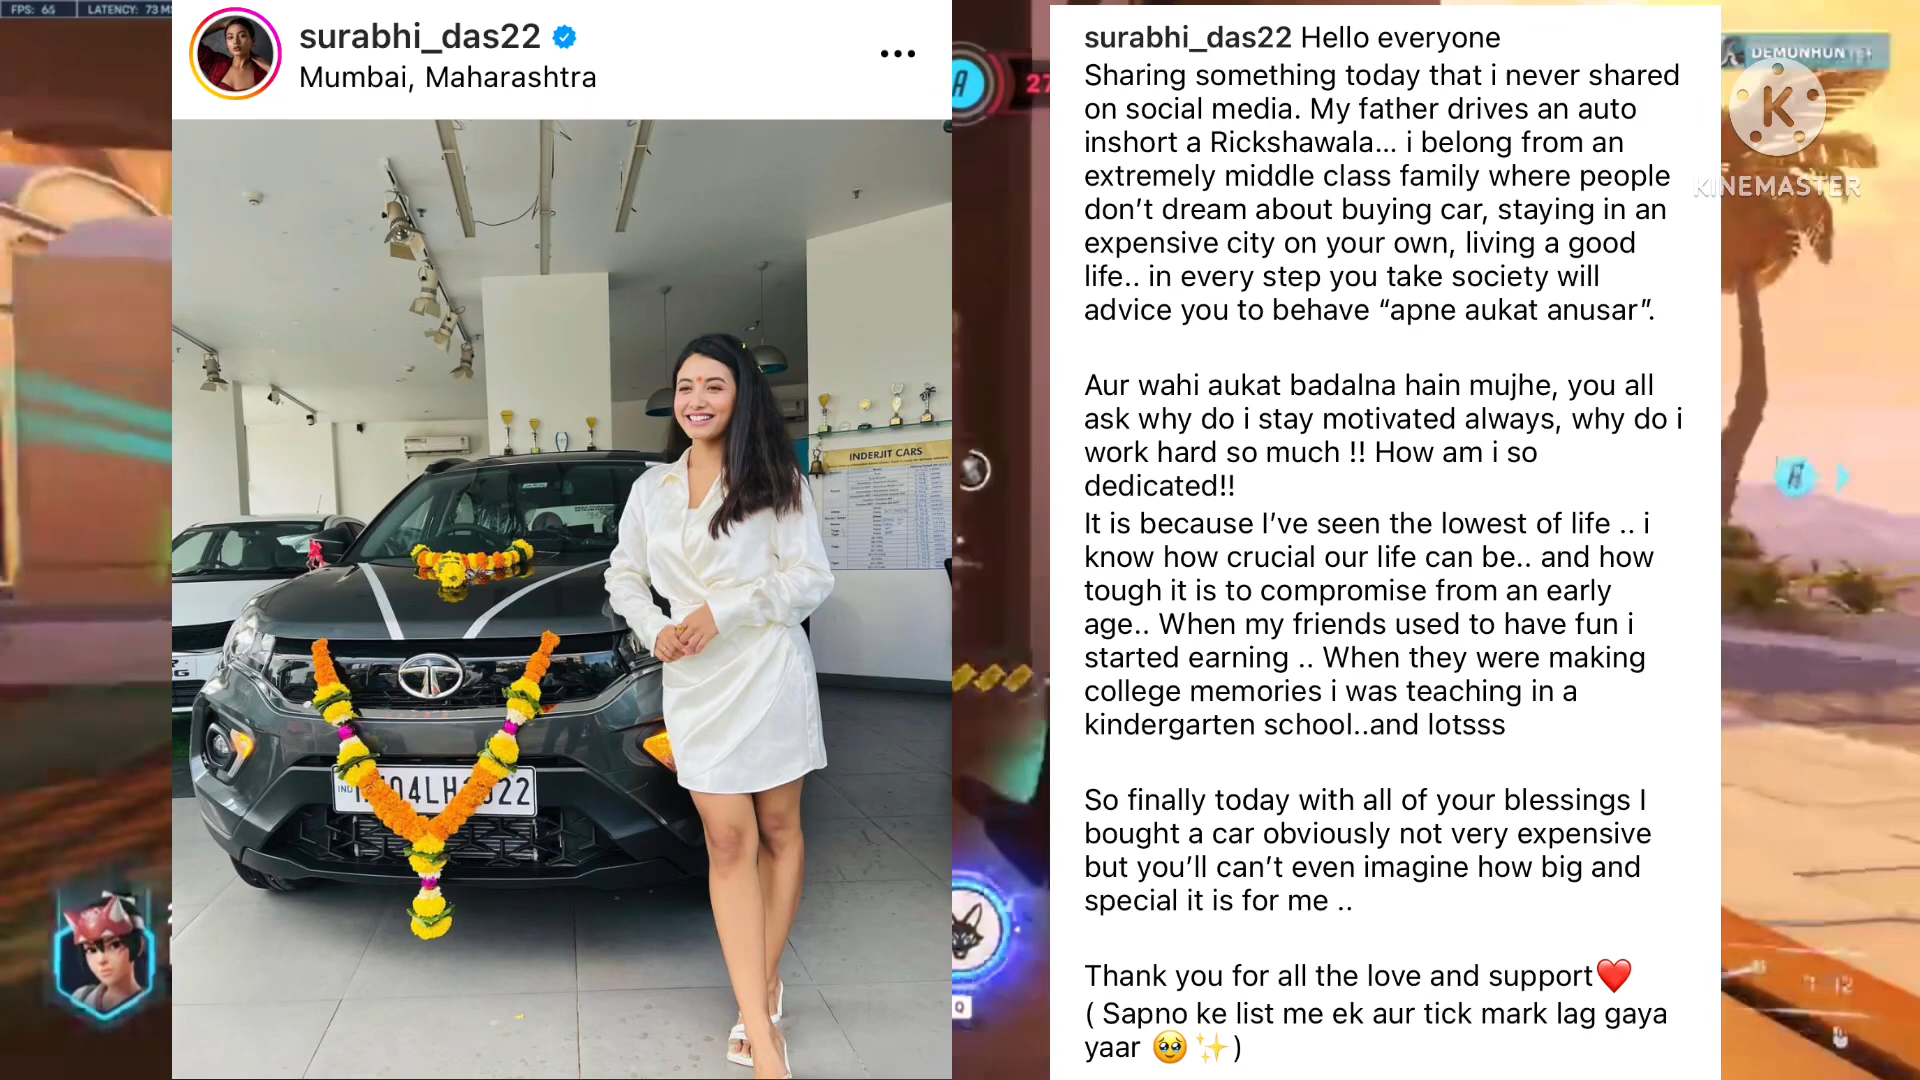 FPS: 65 LATENCY: 73 MS
surabhi_das22
Mumbai, Maharashtra
INDERJIT CARS
IND
04LH
22
A
27
Q
surabhi_das22 Hello everyone
Sharing something today that i never shared
on social media. My father drives an auto
inshort a Rickshawala... i belong from an
extremely middle class family where people
don't dream about buying car, staying in an
expensive city on your own, living a good
life.. in every step you take society will
advice you to behave “apne aukat anusar”.
Aur wahi aukat badalna hain mujhe, you all
ask why do i stay motivated always, why do i
work hard so much !! How am i so
dedicated!!
It is because I've seen the lowest of life .. i
know how crucial our life can be.. and how
tough it is to compromise from an early
age.. When my friends used to have fun i
started earning .. When they were making
college memories i was teaching in a
kindergarten school..and lotsss
So finally today with all of your blessings I
bought a car obviously not very expensive
but you'll can't even imagine how big and
special it is for me ..
Thank you for all the love and support❤️
( Sapno ke list me ek aur tick mark lag gaya
yaar 🥹 ✨)
DEMONHUNTER
K
KINEMASTER